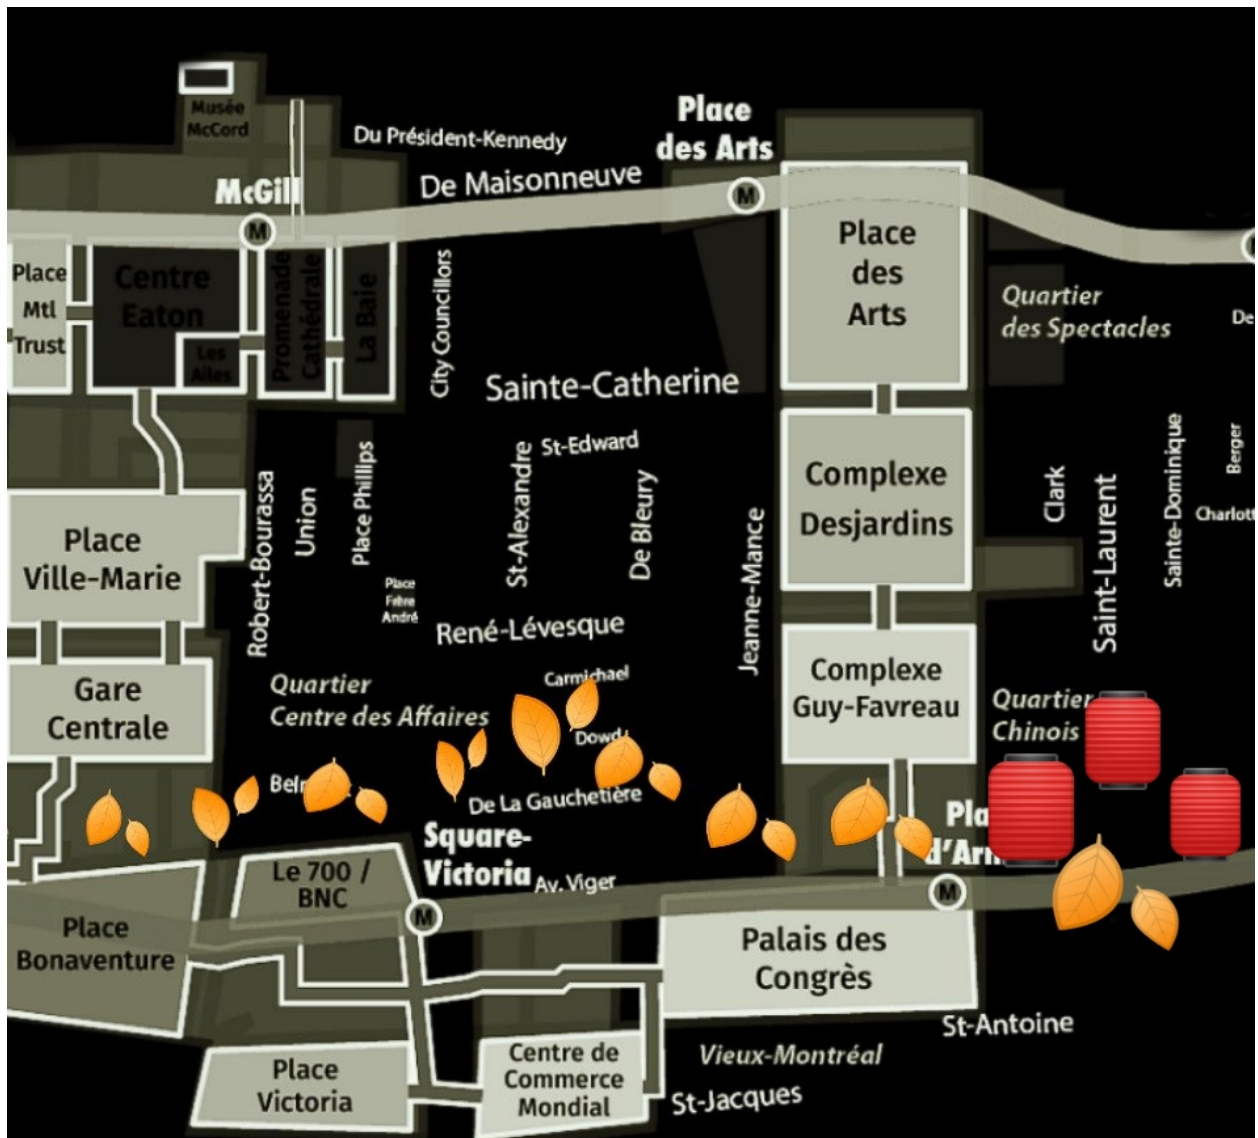 Musée
McCord
Du Président-Kennedy
Place
des Arts
McGill
De Maisonneuve
M
M
Place
Mtl
Trust
Centre
Eaton
Les
Ailes
Promenade
Cathédrale
La Baie
City Councillors
Place
des
Arts
Quartier
des Spectacles
De
Sainte-Catherine
St-Edward
Place
Ville-Marie
Robert-Bourassa
Union
Place Phillips
Place
Frère
André
St-Alexandre
De Bleury
Jeanne-Mance
Complexe
Desjardins
Clark
Saint-Laurent
Sainte-Dominique
Berger
Charlott
René-Lévesque
Gare
Centrale
Quartier
Centre des Affaires
Carmichael
Dowd
Complexe
Guy-Favreau
Quartier
Chinois
De La Gauchetière
Square-
Victoria
Av. Viger
Pla
d'Arm
Le 700 /
BNC
M
M
Place
Bonaventure
Palais des
Congrès
St-Antoine
Place
Victoria
Centre de
Commerce
Mondial
Vieux-Montréal
St-Jacques